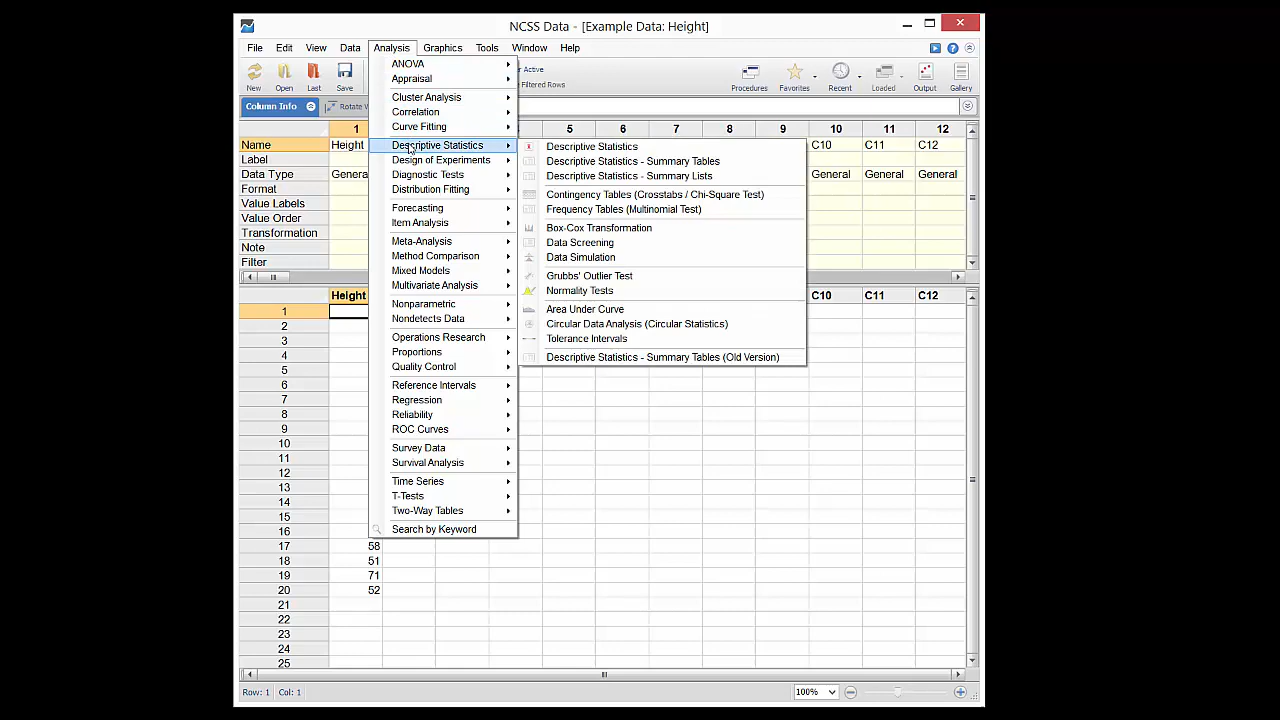 NCSS Data - [Example Data: Height]
File Edit View Data Analysis Graphics Tools Window Help
New Open Last Save
r Active
e Filtered Rows
Procedures Favorites Recent Loaded Output Gallery
Column Info Rotate
1 5 6 7 8 9 10 11 12
Name Height C10 C11 C12
Label
Data Type General General General
Format
Value Labels
Value Order
Transformation
Note
Filter
Height C10 C11 C12
1
2
3
4
5
6
7
8
9
10
11
12
13
14
15
16
17 58
18 51
19 71
20 52
21
22
23
24
25
ANOVA
Appraisal
Cluster Analysis
Correlation
Curve Fitting
Descriptive Statistics
Design of Experiments
Diagnostic Tests
Distribution Fitting
Forecasting
Item Analysis
Meta-Analysis
Method Comparison
Mixed Models
Multivariate Analysis
Nonparametric
Nondetects Data
Operations Research
Proportions
Quality Control
Reference Intervals
Regression
Reliability
ROC Curves
Survey Data
Survival Analysis
Time Series
T-Tests
Two-Way Tables
Search by Keyword
Descriptive Statistics
Descriptive Statistics - Summary Tables
Descriptive Statistics - Summary Lists
Contingency Tables (Crosstabs / Chi-Square Test)
Frequency Tables (Multinomial Test)
Box-Cox Transformation
Data Screening
Data Simulation
Grubbs' Outlier Test
Normality Tests
Area Under Curve
Circular Data Analysis (Circular Statistics)
Tolerance Intervals
Descriptive Statistics - Summary Tables (Old Version)
Row: 1 Col: 1 100%